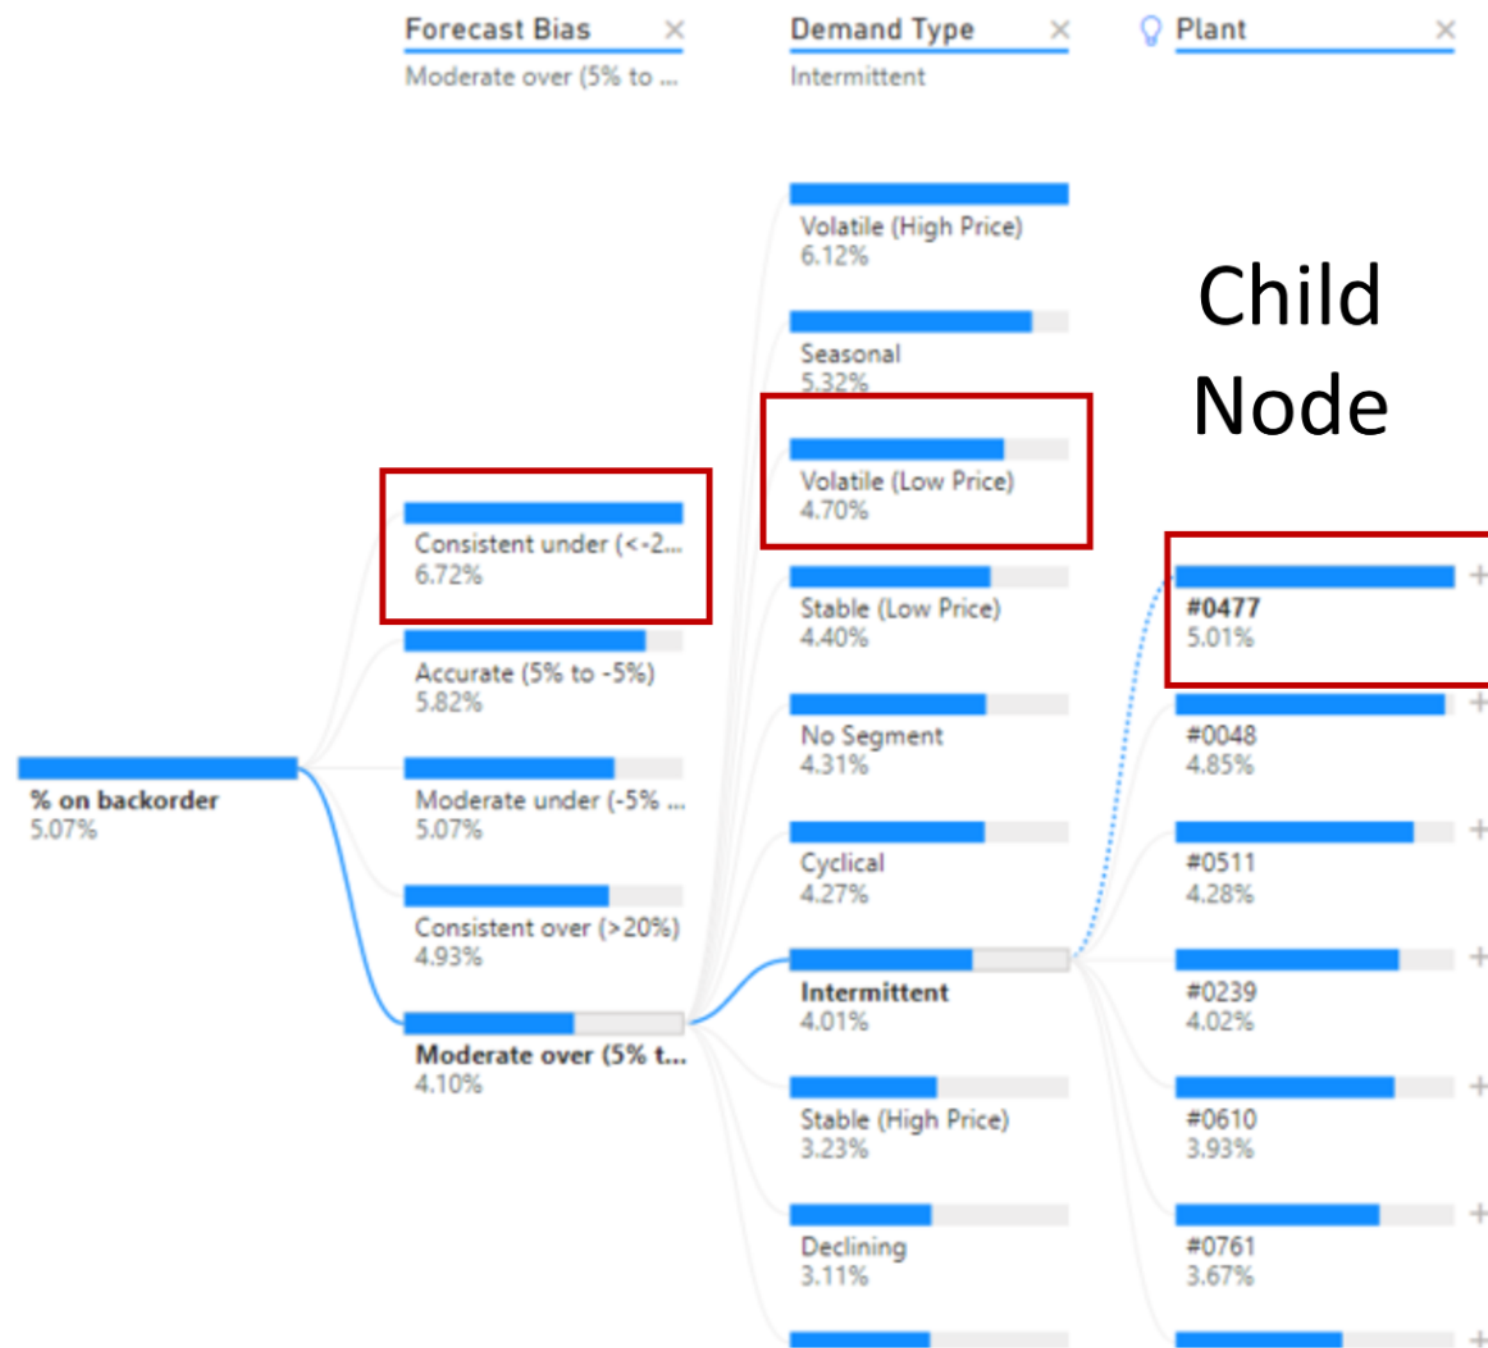 Forecast Bias
Moderate over (5% to ...
Demand Type
Intermittent
Plant
% on backorder
5.07%
Consistent under (<-2...
6.72%
Accurate (5% to -5%)
5.82%
Moderate under (-5% ...
5.07%
Consistent over (>20%)
4.93%
Moderate over (5% t...
4.10%
Volatile (High Price)
6.12%
Seasonal
5.32%
Volatile (Low Price)
4.70%
Stable (Low Price)
4.40%
No Segment
4.31%
Cyclical
4.27%
Intermittent
4.01%
Stable (High Price)
3.23%
Declining
3.11%
Child
Node
#0477
5.01%
#0048
4.85%
#0511
4.28%
#0239
4.02%
#0610
3.93%
#0761
3.67%